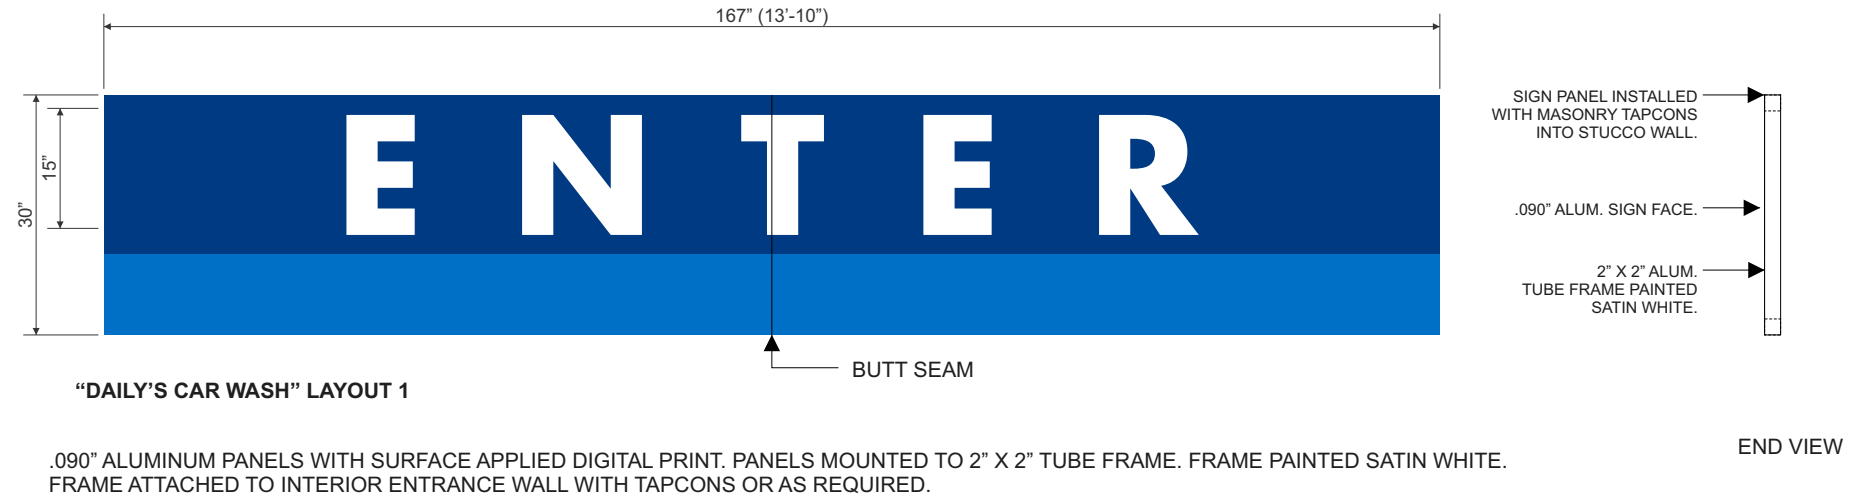 167” (13’-10”)
30”
15”
ENTER
SIGN PANEL INSTALLED
WITH MASONRY TAPCONS
INTO STUCCO WALL.
.090” ALUM. SIGN FACE.
2” X 2” ALUM.
TUBE FRAME PAINTED
SATIN WHITE.
BUTT SEAM
“DAILY’S CAR WASH” LAYOUT 1
END VIEW
.090” ALUMINUM PANELS WITH SURFACE APPLIED DIGITAL PRINT. PANELS MOUNTED TO 2” X 2” TUBE FRAME. FRAME PAINTED SATIN WHITE.
FRAME ATTACHED TO INTERIOR ENTRANCE WALL WITH TAPCONS OR AS REQUIRED.